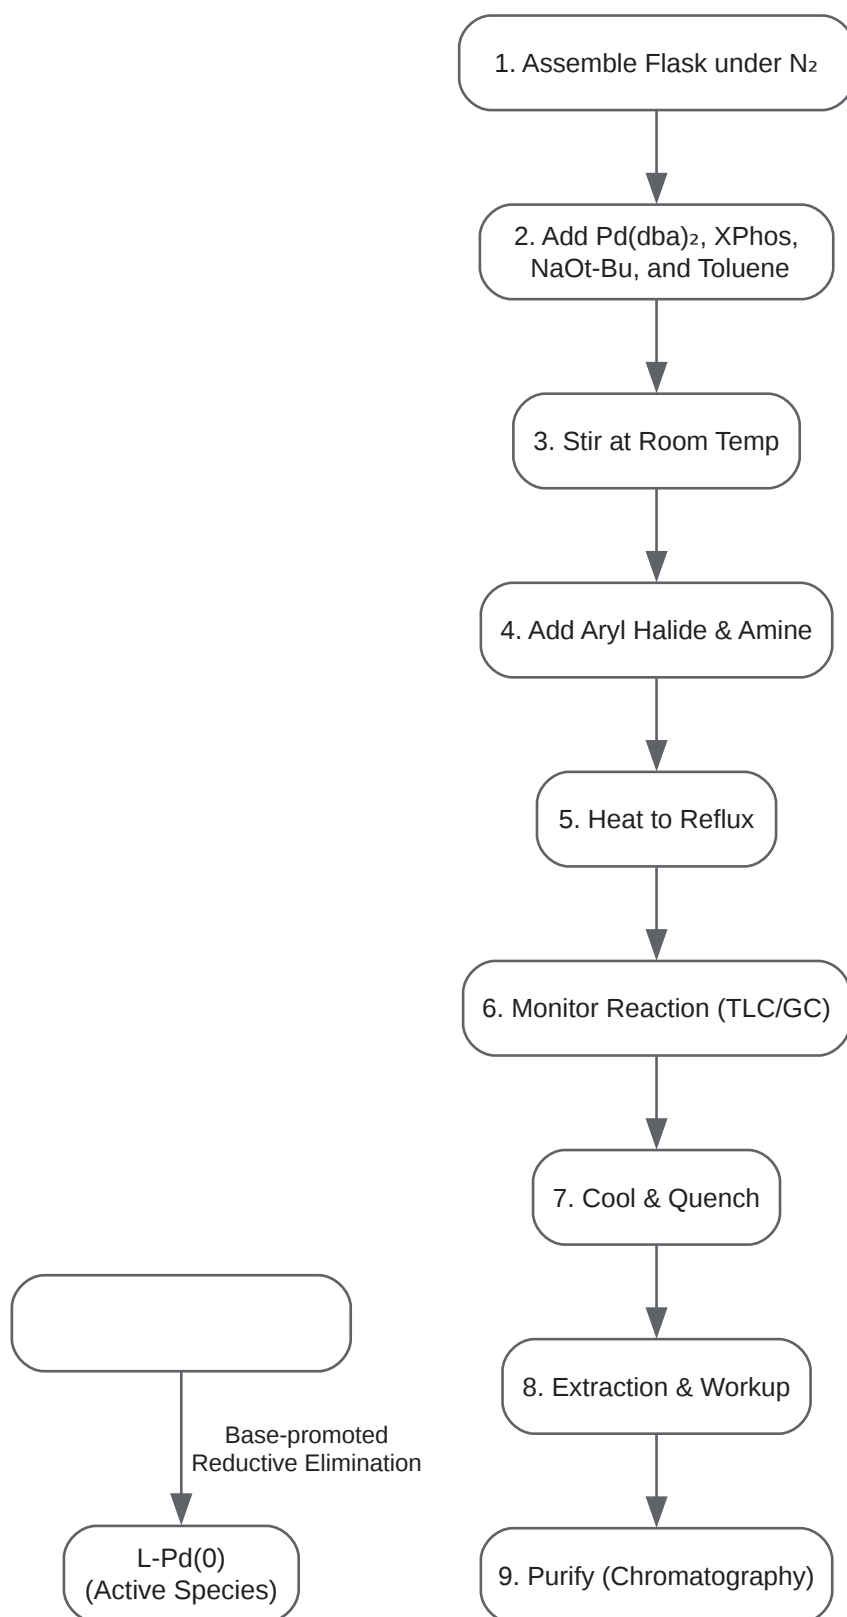 1. Assemble Flask under N₂
2. Add Pd(dba)₂, XPhos,
NaOt-Bu, and Toluene
3. Stir at Room Temp
4. Add Aryl Halide & Amine
5. Heat to Reflux
6. Monitor Reaction (TLC/GC)
7. Cool & Quench
8. Extraction & Workup
9. Purify (Chromatography)
Base-promoted
Reductive Elimination
L-Pd(0)
(Active Species)